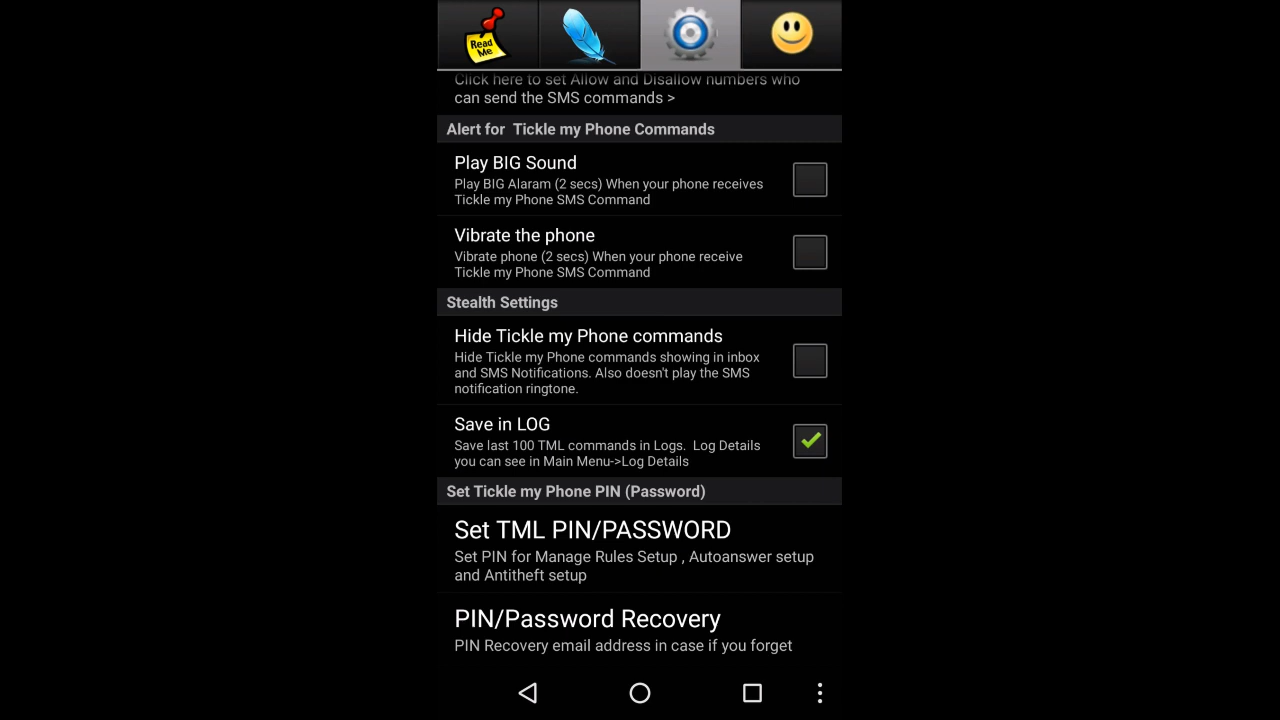 Read
Me
Click here to set Allow and Disallow numbers who
can send the SMS commands >
Alert for Tickle my Phone Commands
Play BIG Sound
Play BIG Alaram (2 secs) When your phone receives
Tickle my Phone SMS Command
Vibrate the phone
Vibrate phone (2 secs) When your phone receive
Tickle my Phone SMS Command
Stealth Settings
Hide Tickle my Phone commands
Hide Tickle my Phone commands showing in inbox
and SMS Notifications. Also doesn't play the SMS
notification ringtone.
Save in LOG
Save last 100 TML commands in Logs. Log Details
you can see in Main Menu->Log Details
Set Tickle my Phone PIN (Password)
Set TML PIN/PASSWORD
Set PIN for Manage Rules Setup , Autoanswer setup
and Antitheft setup
PIN/Password Recovery
PIN Recovery email address in case if you forget